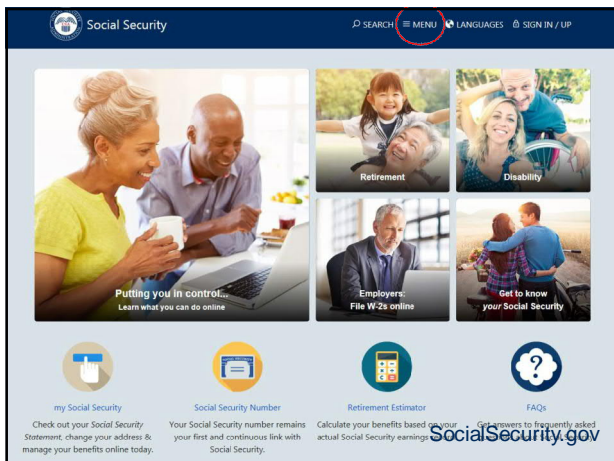 Social Security
SEARCH MENU LANGUAGES SIGN IN / UP
Putting you in control...
Learn what you can do online
Retirement
Disability
Employers:
File W-2s online
Get to know
your Social Security
my Social Security
Check out your Social Security
Statement, change your address &
manage your benefits online today.
SOCIAL SECURITY
Social Security Number
Your Social Security number remains
your first and continuous link with
Social Security.
Retirement Estimator
Calculate your benefits based on your
actual Social Security earnings
FAQs
Get answers to frequently asked
SocialSecurity.gov